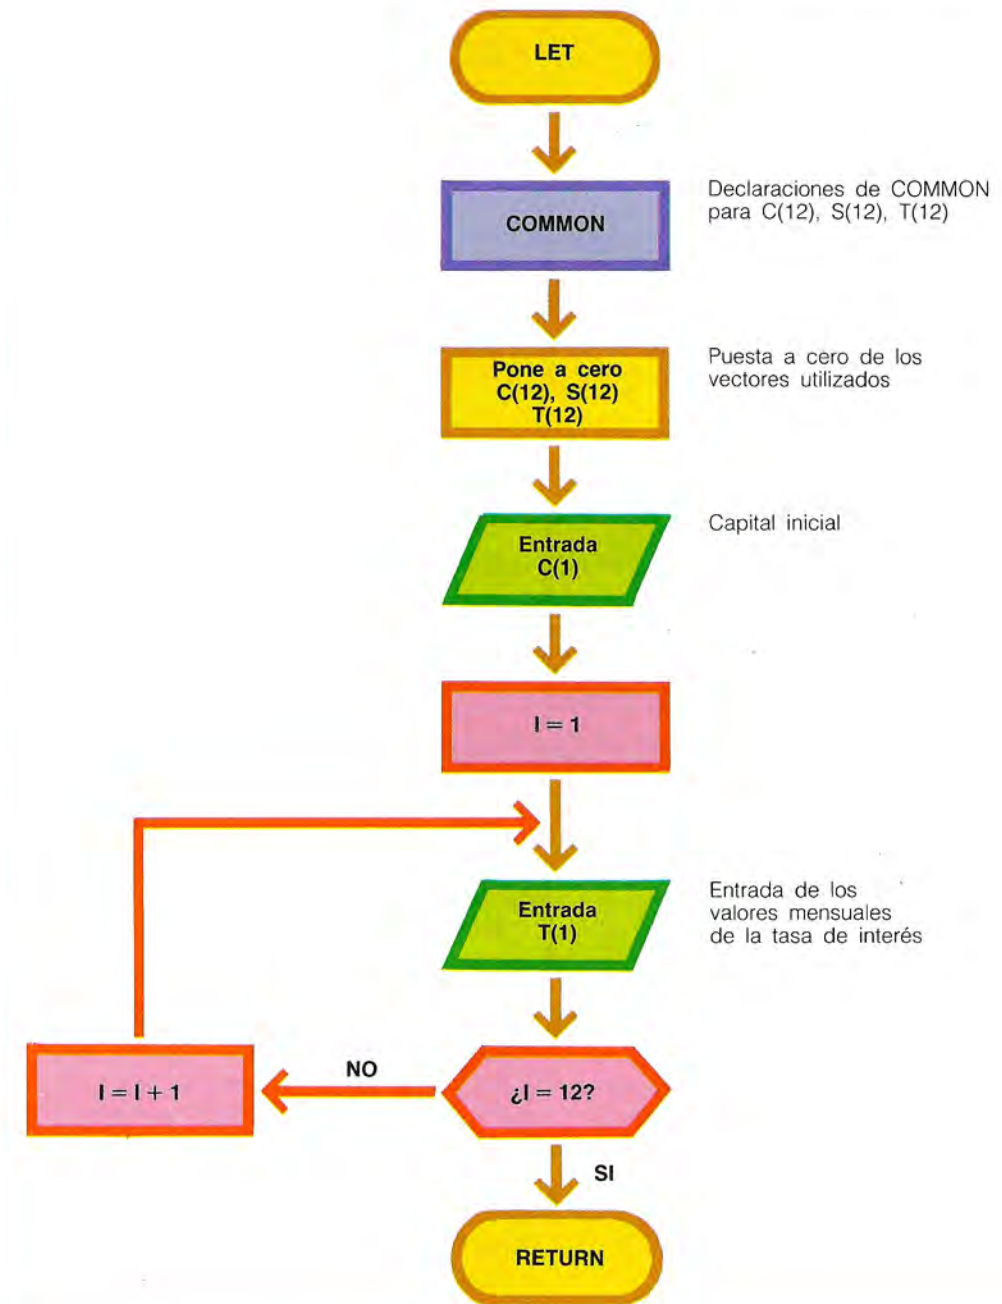 LET
COMMON
Declaraciones de COMMON
para C(12), S(12), T(12)
Pone a cero
C(12), S(12)
T(12)
Puesta a cero de los
vectores utilizados
Entrada
C(1)
Capital inicial
I = 1
Entrada
T(1)
Entrada de los
valores mensuales
de la tasa de interés
¿I = 12?
NO
I = I + 1
SI
RETURN